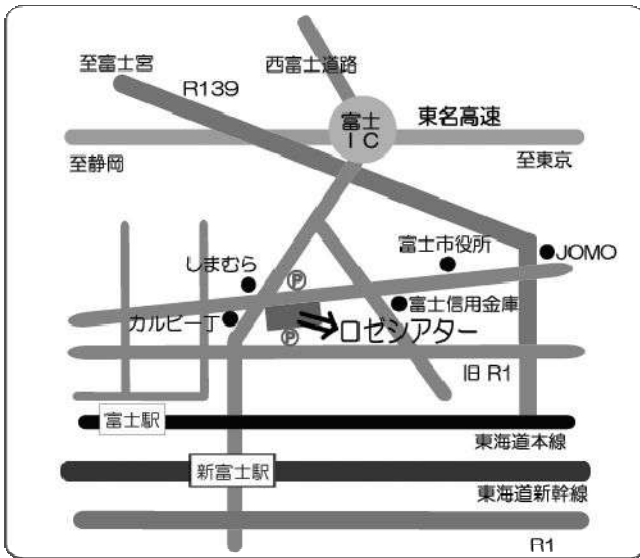 至富士宮
西富士道路
R139
富士
IC
東名高速
至静岡
至東京
富士市役所
JOMO
しまむら
P
富士信用金庫
カルビー丁
ロゼシアター
P
旧 R1
富士駅
東海道本線
新富士駅
東海道新幹線
R1